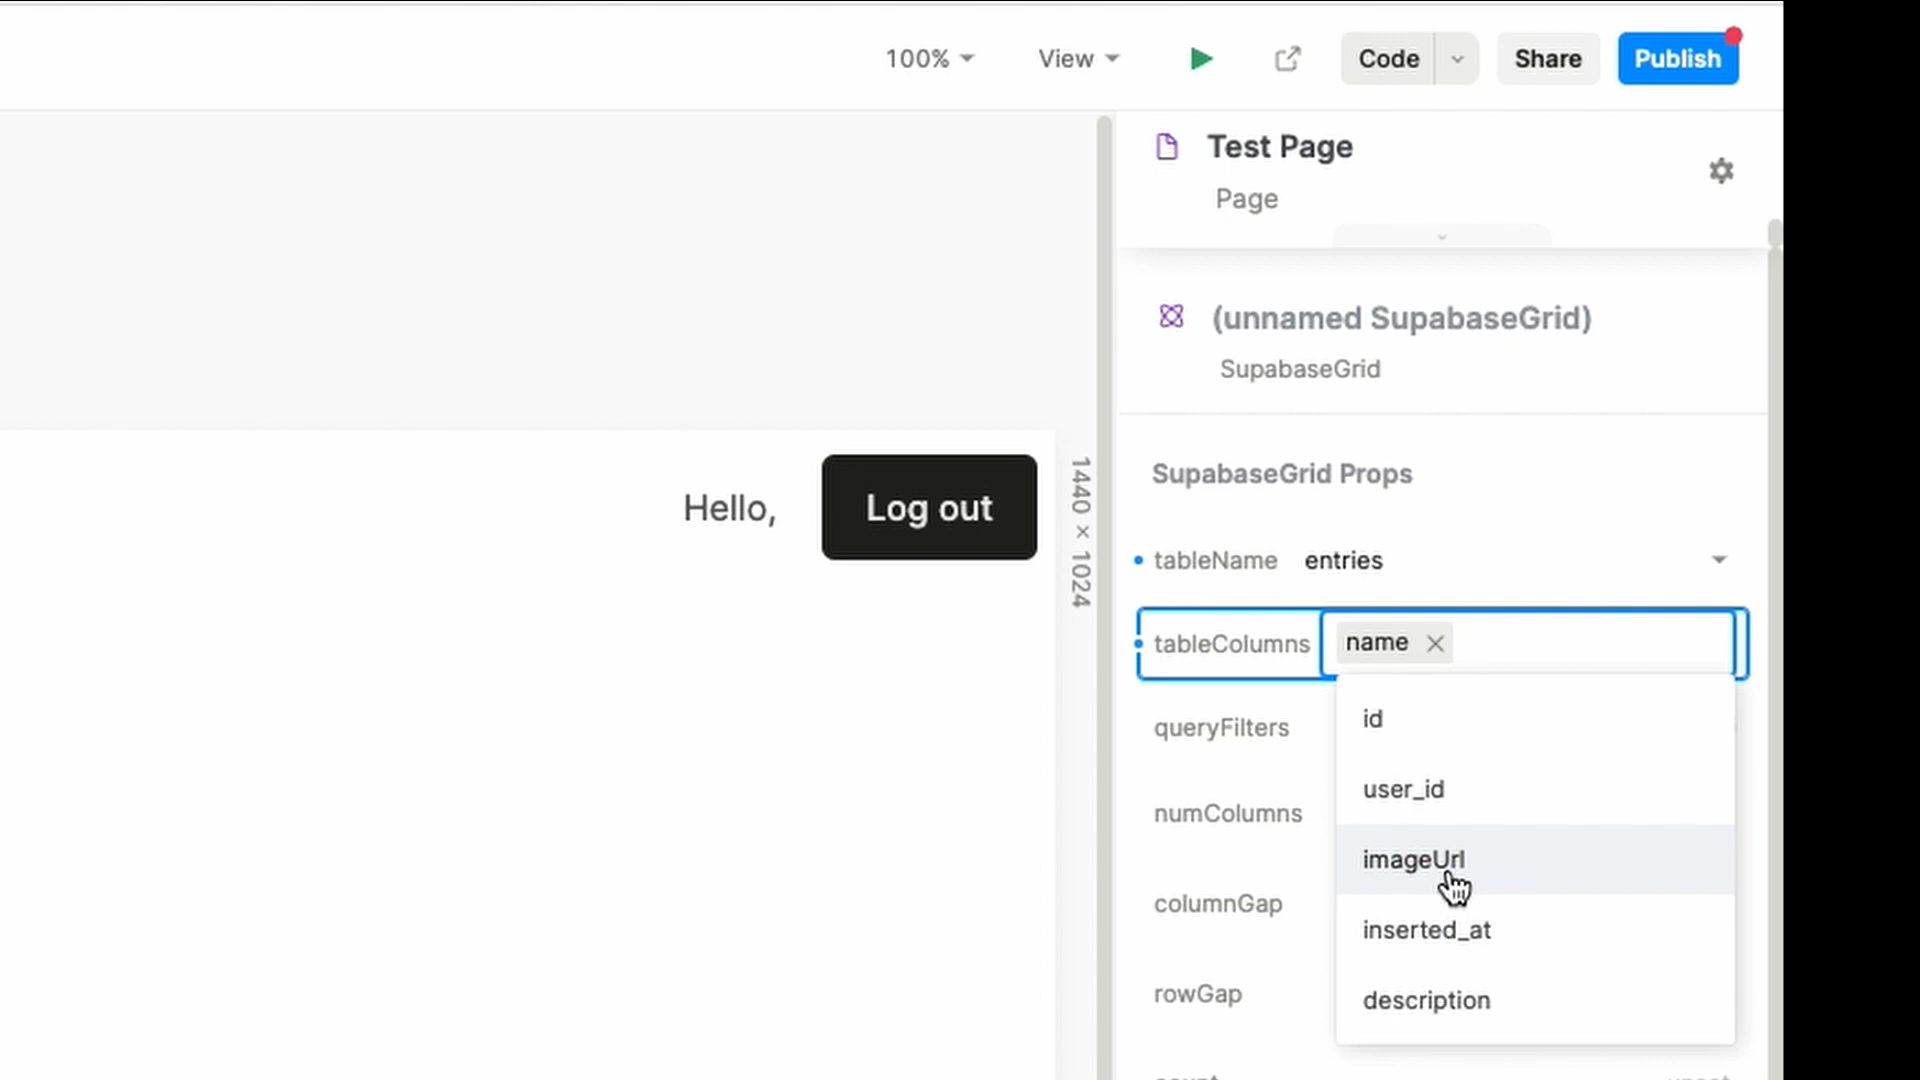 100% View Code Share Publish
Test Page
Page
(unnamed SupabaseGrid)
SupabaseGrid
Hello, Log out
1440 × 1024
SupabaseGrid Props
tableName entries
tableColumns name
queryFilters
numColumns
columnGap
rowGap
id
user_id
imageUrl
inserted_at
description